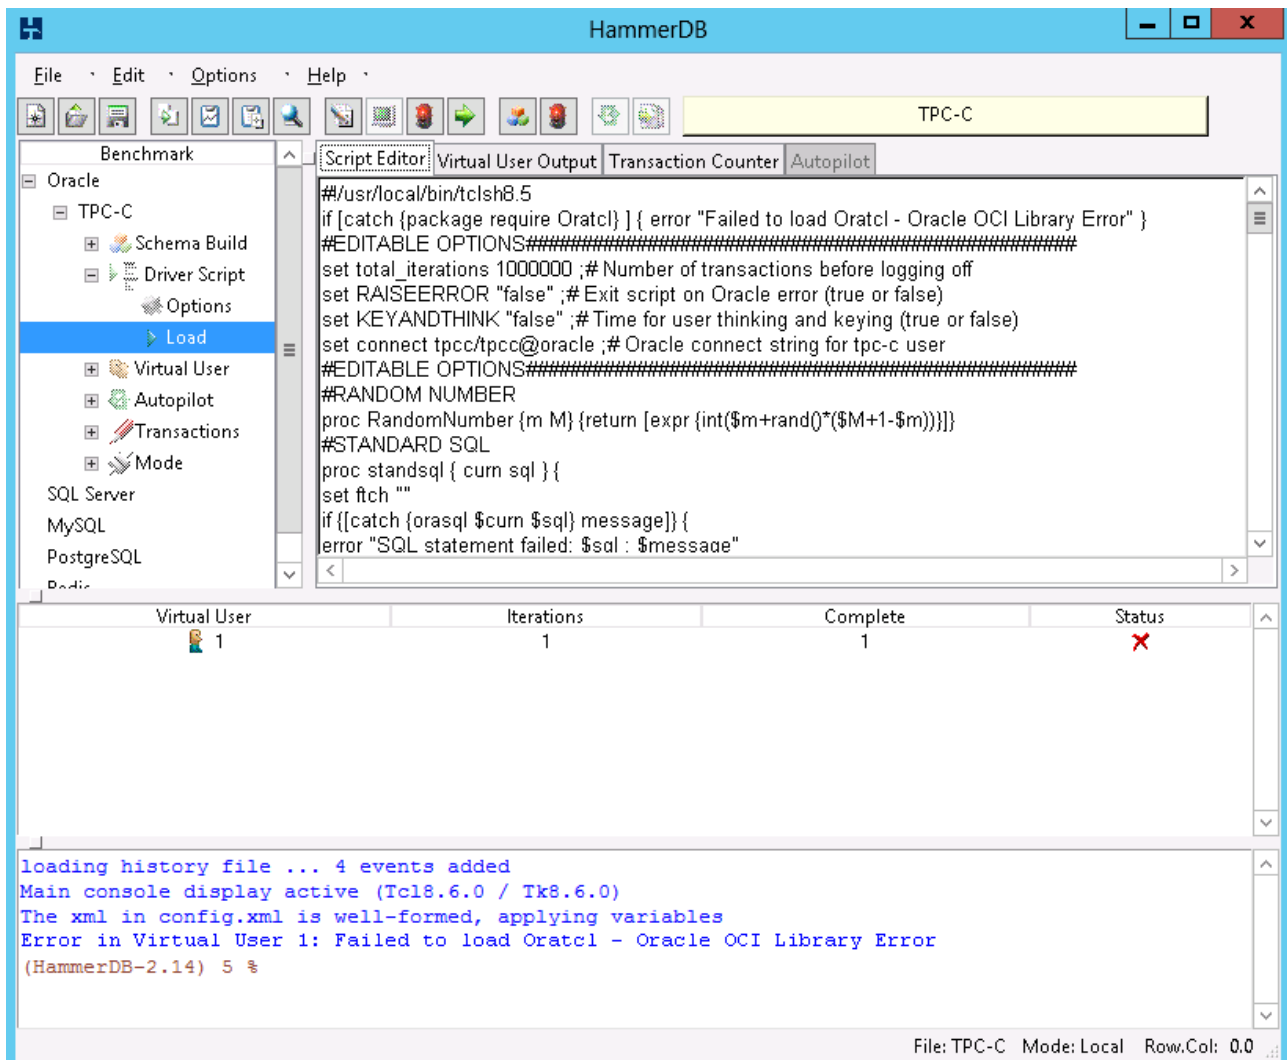 HammerDB
File Edit Options Help
TPC-C
Benchmark
Oracle
TPC-C
Schema Build
Driver Script
Options
Load
Virtual User
Autopilot
Transactions
Mode
SQL Server
MySQL
PostgreSQL
Redis
Script Editor Virtual User Output Transaction Counter Autopilot
#!/usr/local/bin/tclsh8.5
if [catch {package require Oratcl} ] { error "Failed to load Oratcl - Oracle OCI Library Error" }
#EDITABLE OPTIONS##################################################
set total_iterations 1000000 ;# Number of transactions before logging off
set RAISEERROR "false" ;# Exit script on Oracle error (true or false)
set KEYANDTHINK "false" ;# Time for user thinking and keying (true or false)
set connect tpcc/tpcc@oracle ;# Oracle connect string for tpc-c user
#EDITABLE OPTIONS##################################################
#RANDOM NUMBER
proc RandomNumber {m M} {return [expr {int($m+rand()*($M+1-$m))}]}
#STANDARD SQL
proc standsql { curn sql } {
set ftch ""
if {[catch {orasql $curn $sql} message]} {
error "SQL statement failed: $sql : $message"
Virtual User Iterations Complete Status
1 1 1
loading history file ... 4 events added
Main console display active (Tcl8.6.0 / Tk8.6.0)
The xml in config.xml is well-formed, applying variables
Error in Virtual User 1: Failed to load Oratcl - Oracle OCI Library Error
(HammerDB-2.14) 5 %
File: TPC-C Mode: Local Row.Col: 0.0